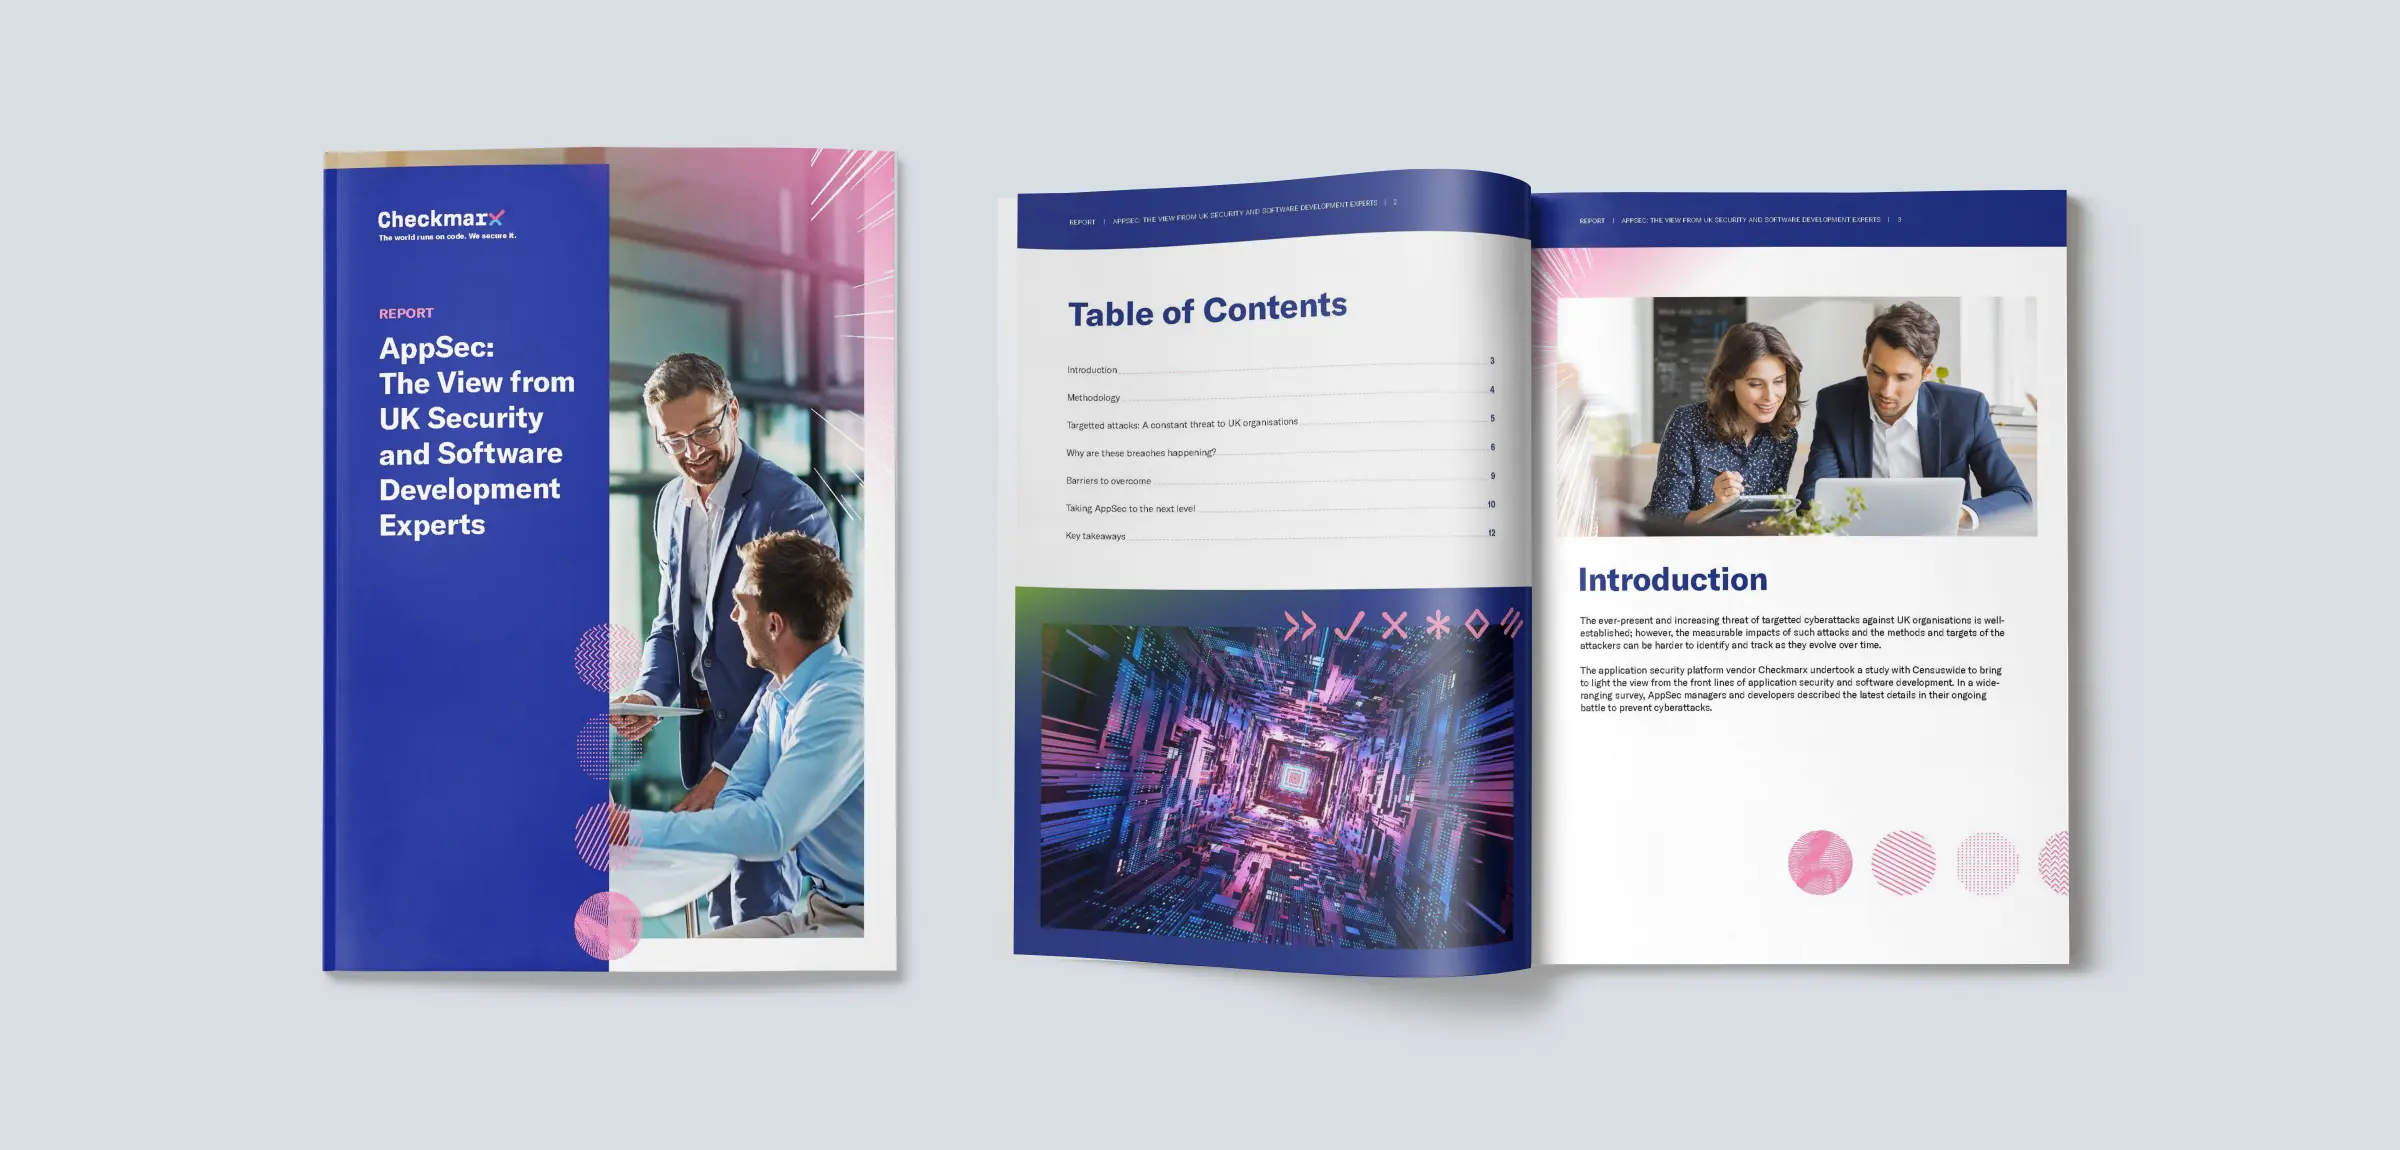 Checkmarx
The world runs on code. We secure it.
REPORT
AppSec:
The View from
UK Security
and Software
Development
Experts
REPORT | APPSEC: THE VIEW FROM UK SECURITY AND SOFTWARE DEVELOPMENT EXPERTS | 2
Table of Contents
Introduction 3
Methodology 4
Targetted attacks: A constant threat to UK organisations 5
Why are these breaches happening? 6
Barriers to overcome 9
Taking AppSec to the next level 10
Key takeaways 12
REPORT | APPSEC: THE VIEW FROM UK SECURITY AND SOFTWARE DEVELOPMENT EXPERTS | 3
Introduction
The ever-present and increasing threat of targetted cyberattacks against UK organisations is well-
established; however, the measurable impacts of such attacks and the methods and targets of the
attackers can be harder to identify and track as they evolve over time.
The application security platform vendor Checkmarx undertook a study with Censuswide to bring
to light the view from the front lines of application security and software development. In a wide-
ranging survey, AppSec managers and developers described the latest details in their ongoing
battle to prevent cyberattacks.